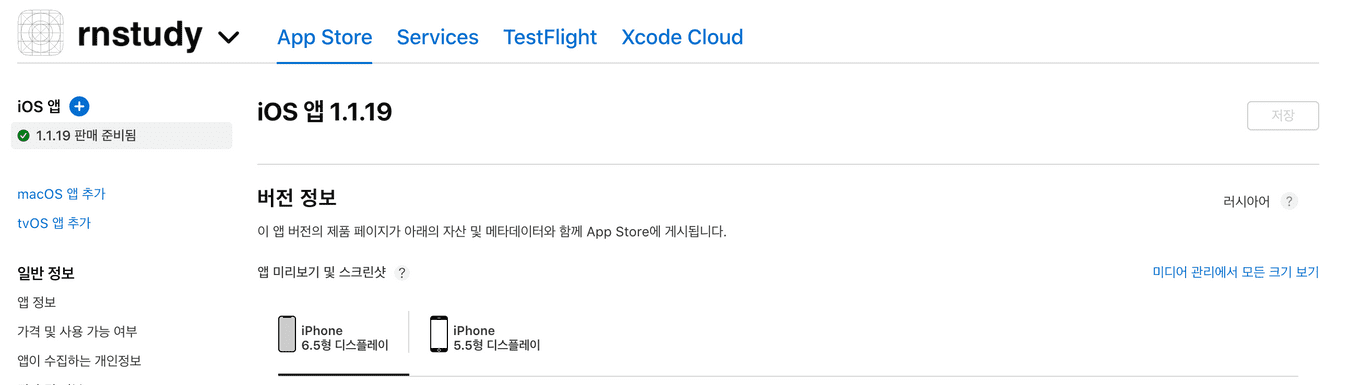 rnstudy App Store Services TestFlight Xcode Cloud
iOS 앱
1.1.19 판매 준비됨
macOS 앱 추가
tvOS 앱 추가
일반 정보
앱 정보
가격 및 사용 가능 여부
앱이 수집하는 개인정보
iOS 앱 1.1.19
저장
버전 정보
러시아어 ?
이 앱 버전의 제품 페이지가 아래의 자산 및 메타데이터와 함께 App Store에 게시됩니다.
앱 미리보기 및 스크린샷 ?
미디어 관리에서 모든 크기 보기
iPhone
6.5형 디스플레이
iPhone
5.5형 디스플레이